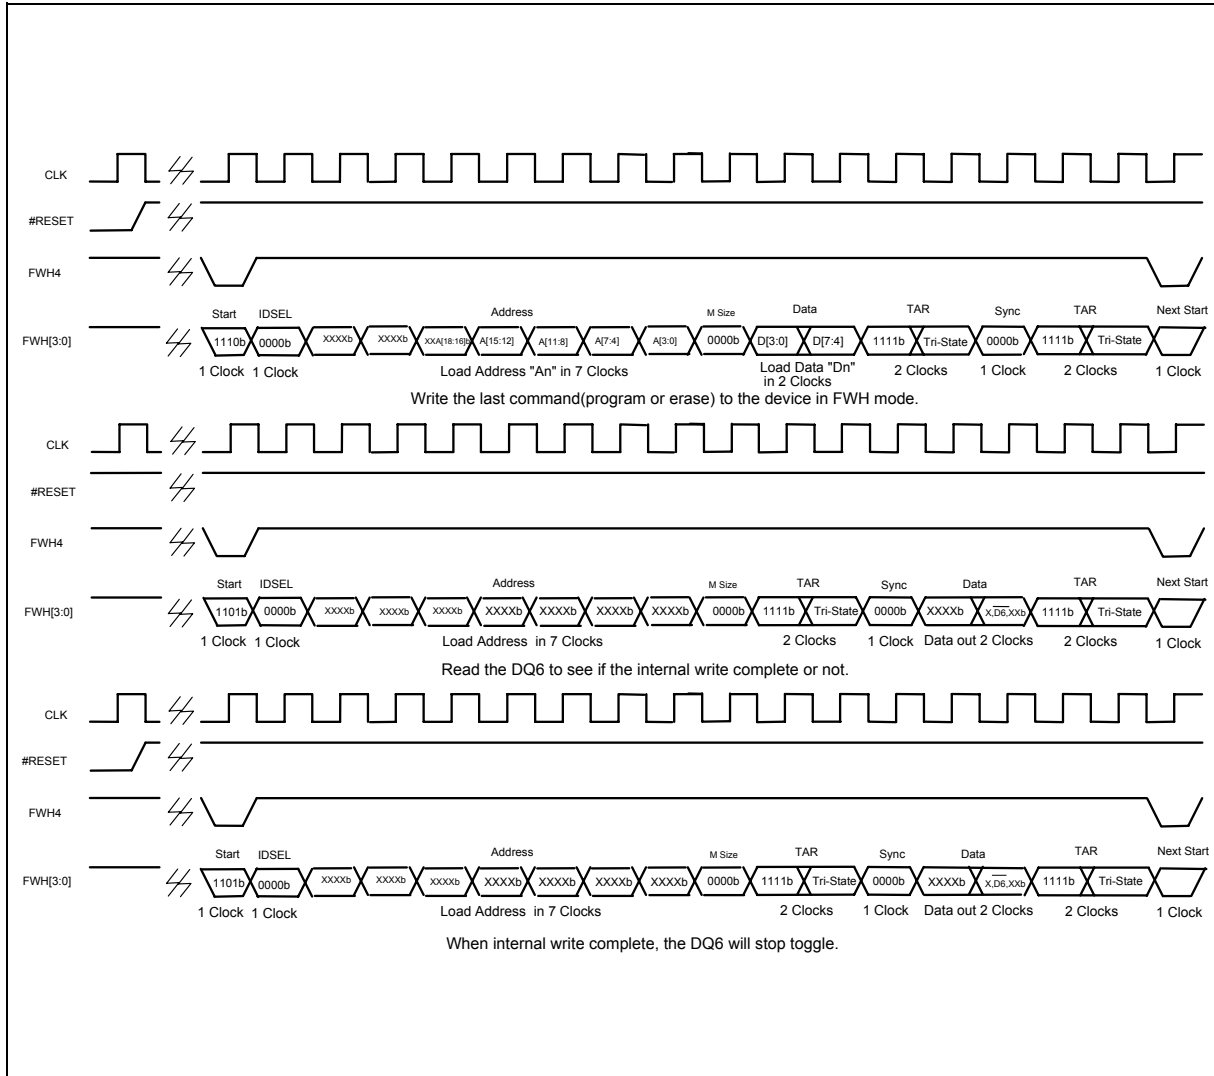 CLK
#RESET
FWH4
Start IDSEL Address M Size Data TAR Sync TAR Next Start
FWH[3:0] 1110b 0000b XXXXb XXXXb XXA[18:16]b A[15:12] A[11:8] A[7:4] A[3:0] 0000b D[3:0] D[7:4] 1111b Tri-State 0000b 1111b Tri-State
1 Clock 1 Clock Load Address "An" in 7 Clocks Load Data "Dn" 2 Clocks 1 Clock 2 Clocks 1 Clock
in 2 Clocks
Write the last command(program or erase) to the device in FWH mode.
CLK
#RESET
FWH4
Start IDSEL Address M Size TAR Sync Data TAR Next Start
FWH[3:0] 1101b 0000b XXXXb XXXXb XXXXb XXXXb XXXXb XXXXb XXXXb 0000b 1111b Tri-State 0000b XXXXb X,D6,XXb 1111b Tri-State
1 Clock 1 Clock Load Address in 7 Clocks 2 Clocks 1 Clock Data out 2 Clocks 2 Clocks 1 Clock
Read the DQ6 to see if the internal write complete or not.
CLK
#RESET
FWH4
Start IDSEL Address M Size TAR Sync Data TAR Next Start
FWH[3:0] 1101b 0000b XXXXb XXXXb XXXXb XXXXb XXXXb XXXXb XXXXb 0000b 1111b Tri-State 0000b XXXXb X,D6,XXb 1111b Tri-State
1 Clock 1 Clock Load Address in 7 Clocks 2 Clocks 1 Clock Data out 2 Clocks 2 Clocks 1 Clock
When internal write complete, the DQ6 will stop toggle.